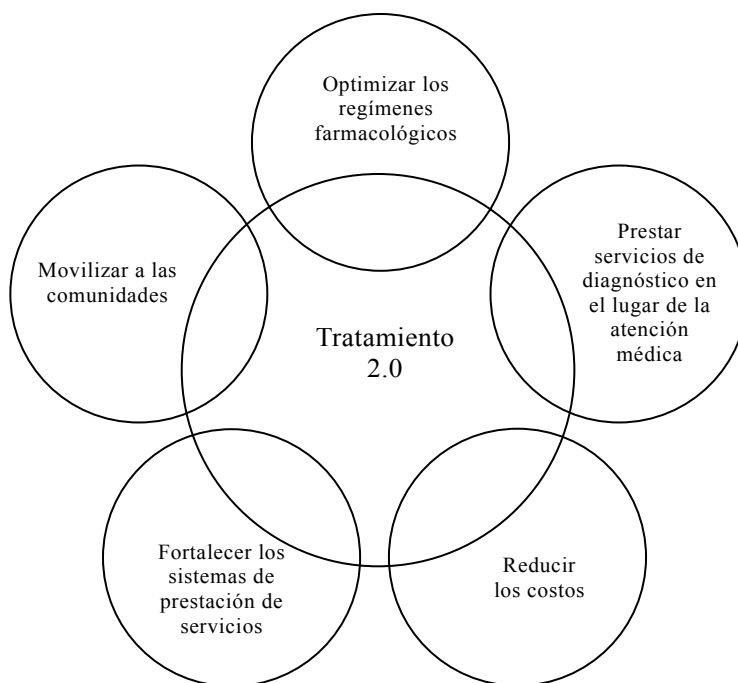 Optimizar los
regímenes
farmacológicos
Movilizar a las
comunidades
Prestar
servicios de
diagnóstico en
el lugar de la
atención
médica
Tratamiento
2.0
Fortalecer los
sistemas de
prestación de
servicios
Reducir
los costos